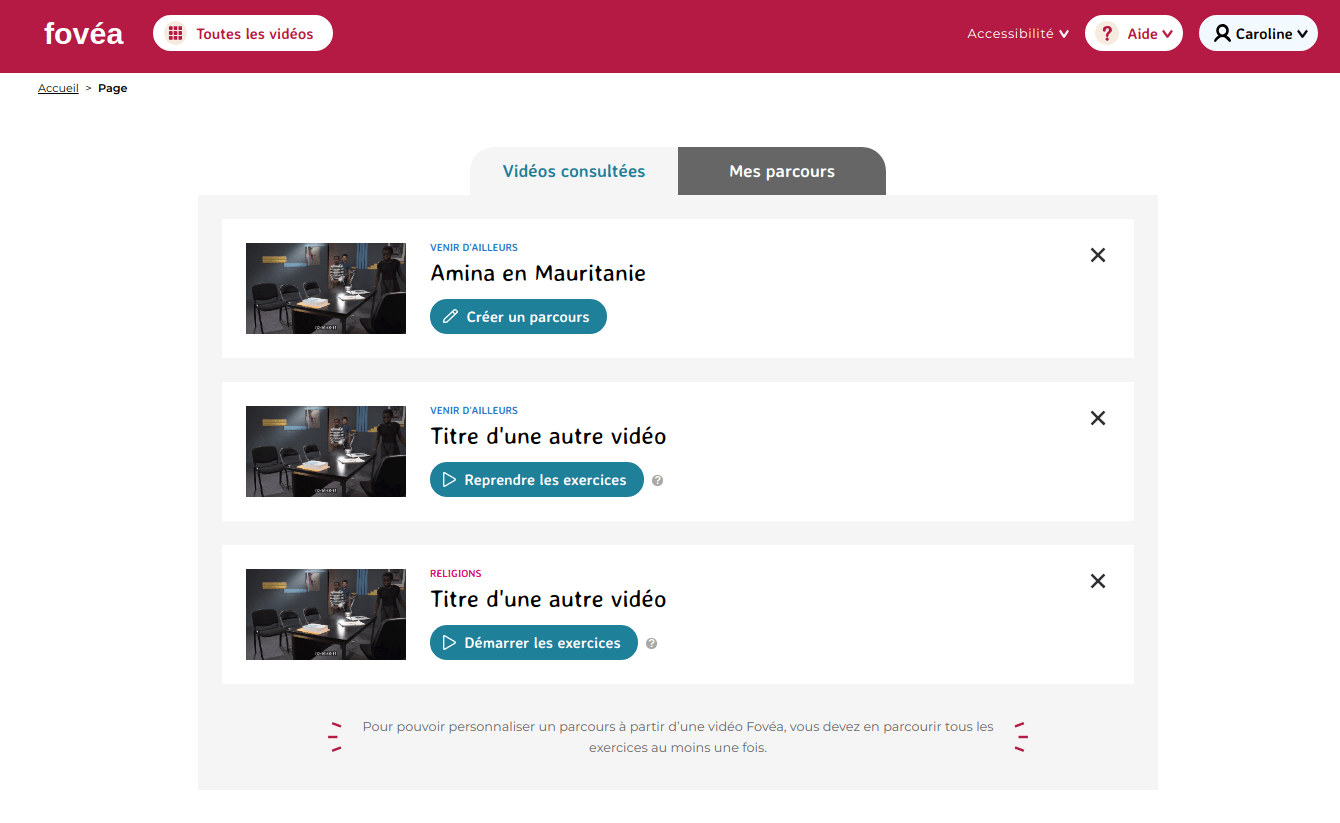 fovéa
Toutes les vidéos
Accessibilité
? Aide
Caroline
Accueil > Page
Vidéos consultées
Mes parcours
VENIR D'AILLEURS
Amina en Mauritanie
Créer un parcours
VENIR D'AILLEURS
Titre d'une autre vidéo
Reprendre les exercices
?
RELIGIONS
Titre d'une autre vidéo
Démarrer les exercices
?
Pour pouvoir personnaliser un parcours à partir d’une vidéo Fovéa, vous devez en parcourir tous les
exercices au moins une fois.